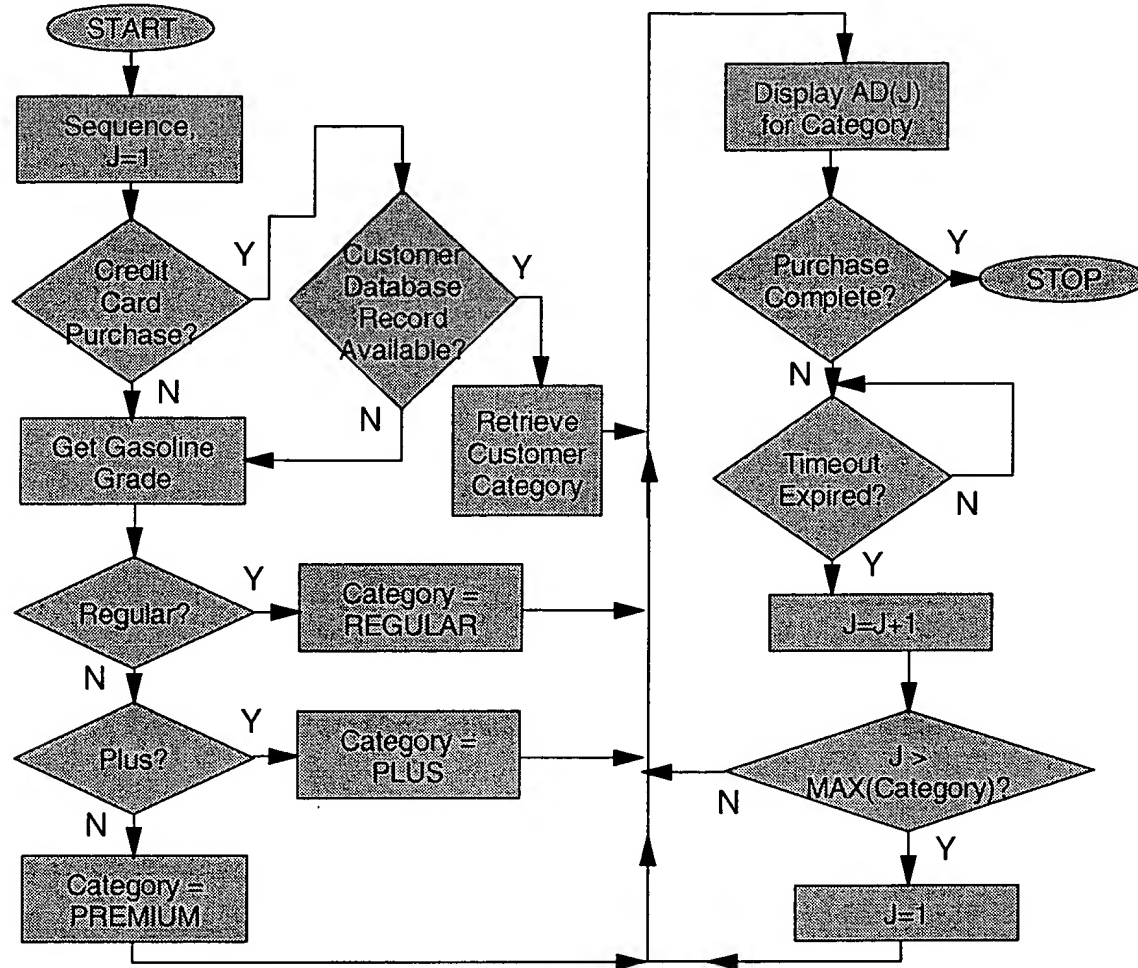 START
Sequence,
J=1
Credit
Card
Purchase?
Y
N
Customer
Database
Record
Available?
Y
N
Retrieve
Customer
Category
Get Gasoline
Grade
Regular?
Y
N
Category =
REGULAR
Plus?
Y
N
Category =
PLUS
Category =
PREMIUM
Display AD(J)
for Category
Purchase
Complete?
Y
N
STOP
Timeout
Expired?
N
Y
J=J+1
J >
MAX(Category)?
N
Y
J=1